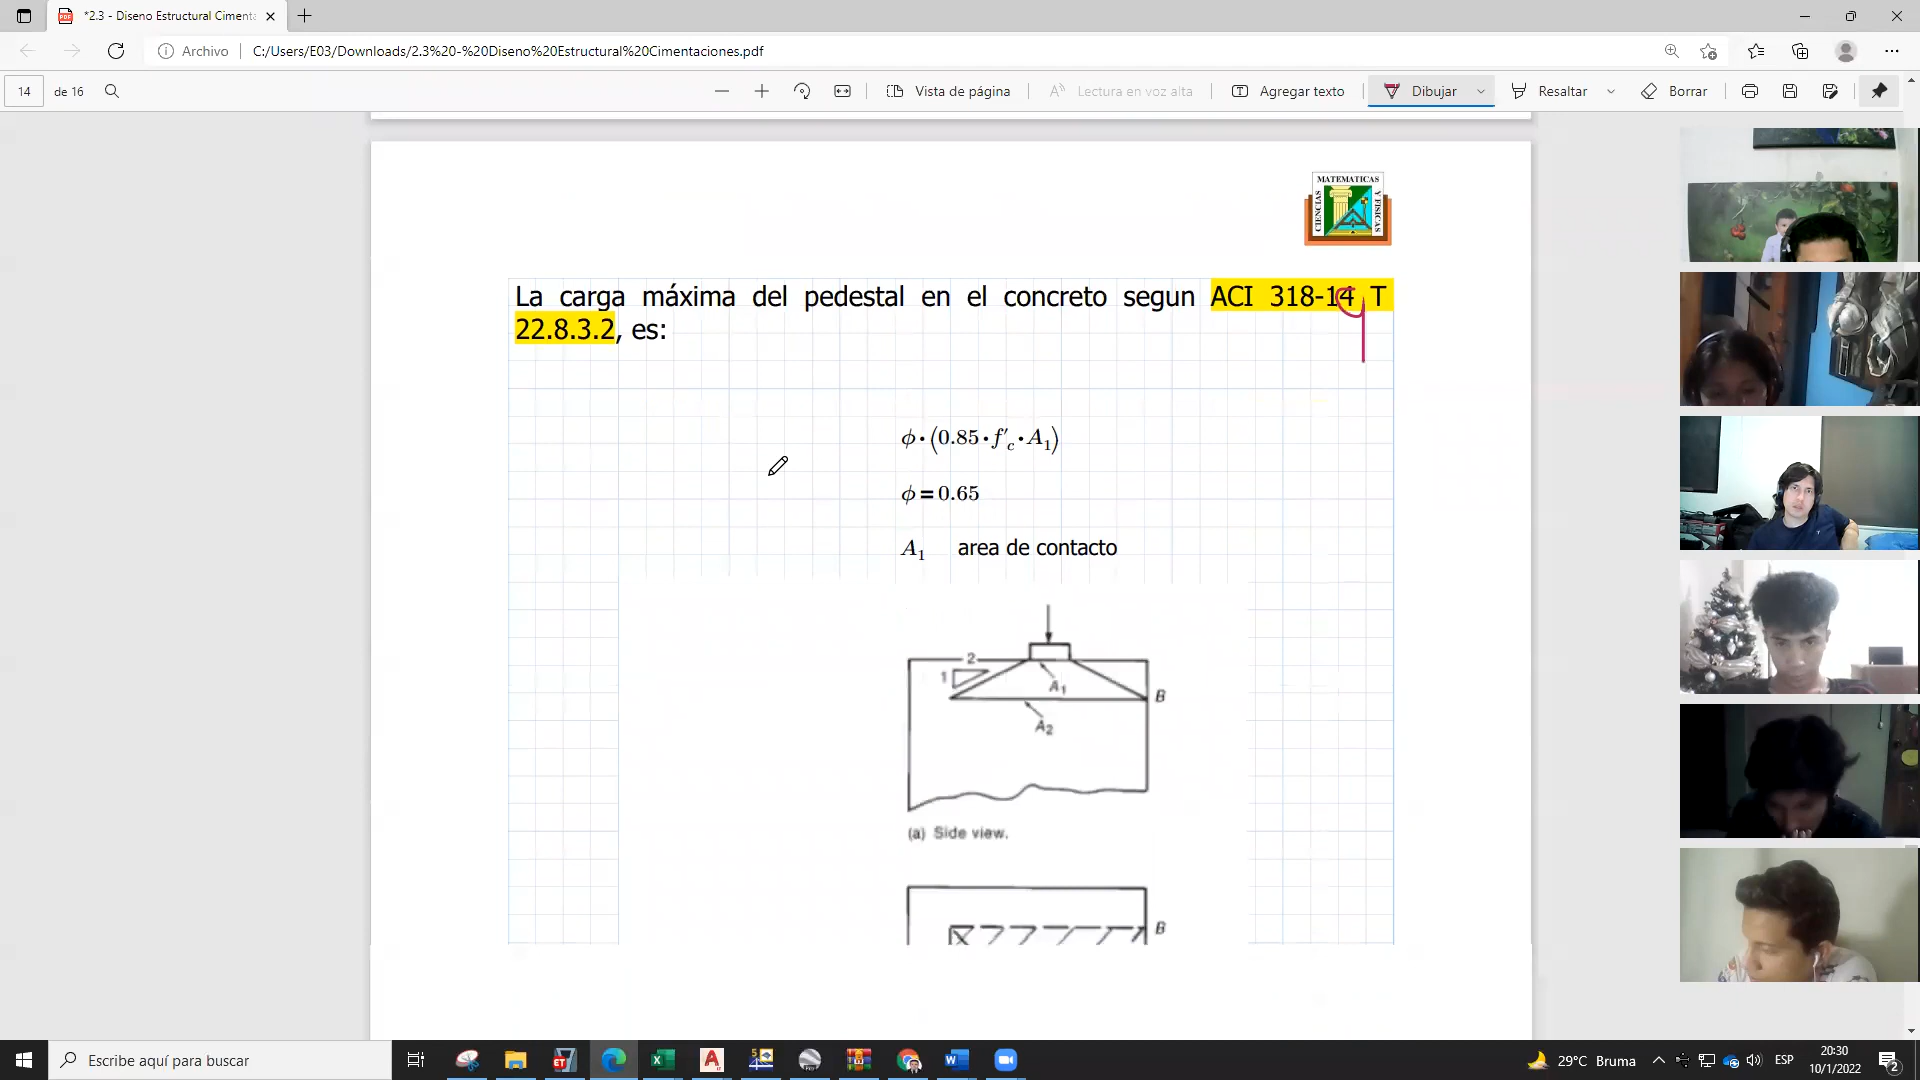 *2.3 - Diseno Estructural Cimenta
Archivo
C:/Users/E03/Downloads/2.3%20-%20Diseno%20Estructural%20Cimentaciones.pdf
14 de 16
Vista de página
Lectura en voz alta
Agregar texto
Dibujar
Resaltar
Borrar
MATEMATICAS
CIENCIAS
Y FISICAS
La carga máxima del pedestal en el concreto segun ACI 318-14 T
22.8.3.2, es:
9
ϕ·(0.85·f'c·A1)
ϕ=0.65
A1 area de contacto
2
1
A1
B
A2
(a) Side view.
B
Escribe aquí para buscar
29°C Bruma
ESP
20:30
10/1/2022
2